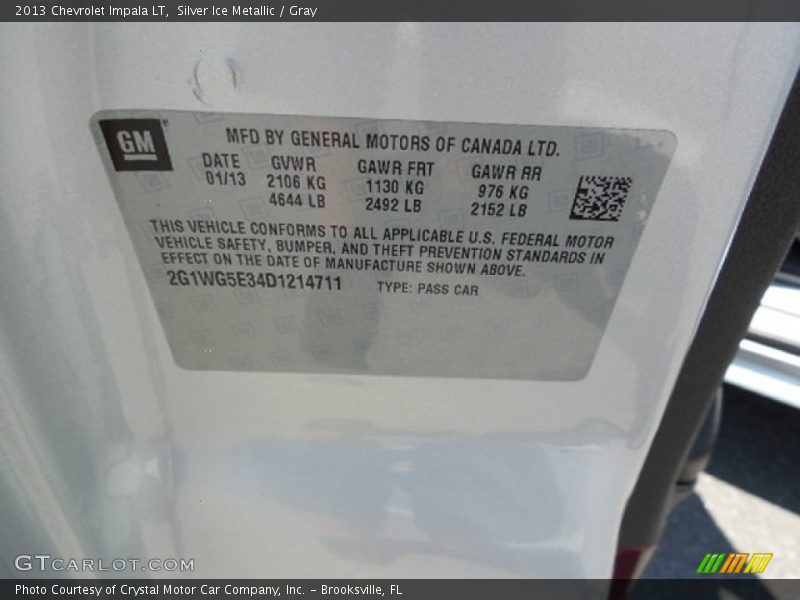 2013 Chevrolet Impala LT, Silver Ice Metallic / Gray
GM
MFD BY GENERAL MOTORS OF CANADA LTD.
DATE GVWR GAWR FRT GAWR RR
01/13 2106 KG 1130 KG 976 KG
4644 LB 2492 LB 2152 LB
THIS VEHICLE CONFORMS TO ALL APPLICABLE U.S. FEDERAL MOTOR
VEHICLE SAFETY, BUMPER, AND THEFT PREVENTION STANDARDS IN
EFFECT ON THE DATE OF MANUFACTURE SHOWN ABOVE.
2G1WG5E34D1214711 TYPE: PASS CAR
GTCARLOT.COM
Photo Courtesy of Crystal Motor Car Company, Inc. – Brooksville, FL